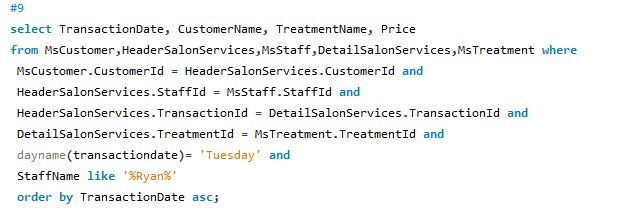 #9
select TransactionDate, CustomerName, TreatmentName, Price
from MsCustomer,HeaderSalonServices,MsStaff,DetailSalonServices,MsTreatment where
MsCustomer.CustomerId = HeaderSalonServices.CustomerId and
HeaderSalonServices.StaffId = MsStaff.StaffId and
HeaderSalonServices.TransactionId = DetailSalonServices.TransactionId and
DetailSalonServices.TreatmentId = MsTreatment.TreatmentId and
dayname(transactiondate)= 'Tuesday' and
StaffName like '%Ryan%'
order by TransactionDate asc;